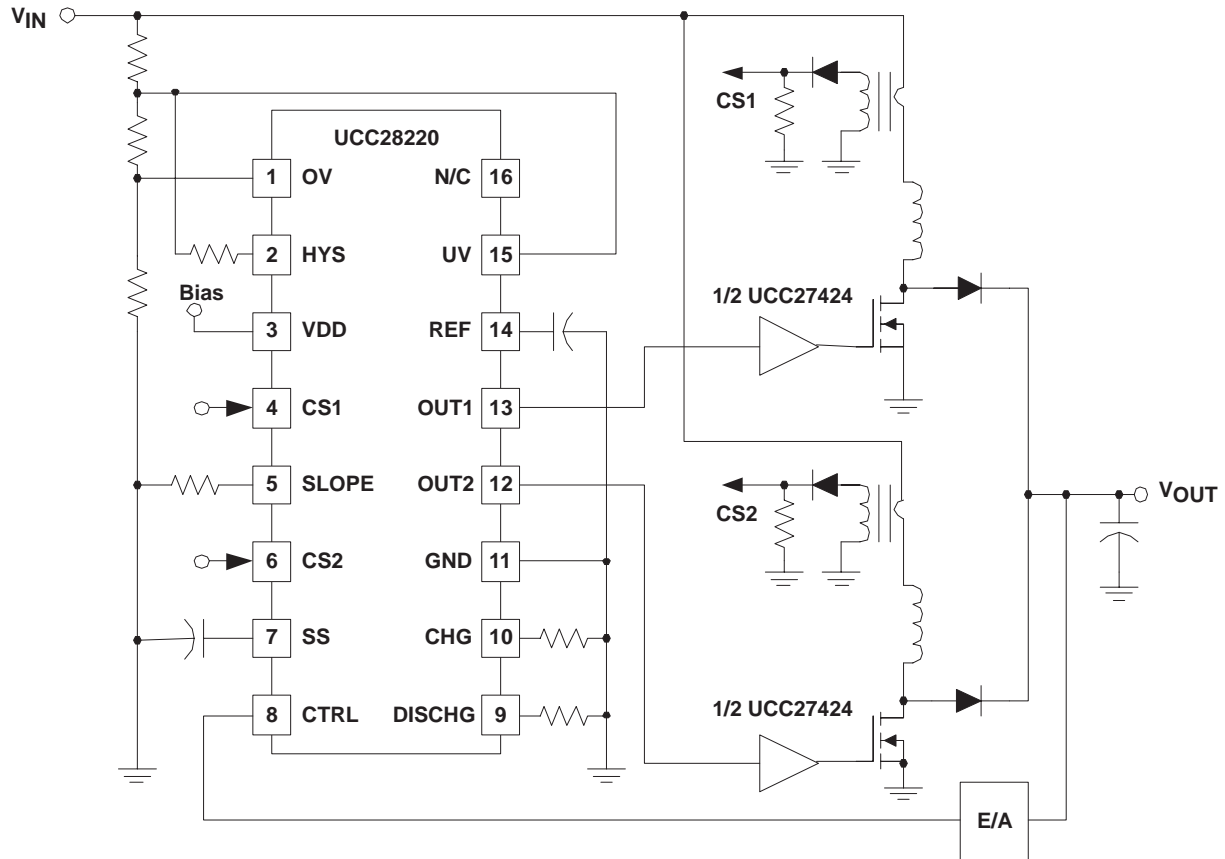 VIN
CS1
UCC28220
1 OV N/C 16
2 HYS UV 15
Bias
1/2 UCC27424
3 VDD REF 14
4 CS1 OUT1 13
5 SLOPE OUT2 12
CS2
VOUT
6 CS2 GND 11
7 SS CHG 10
8 CTRL DISCHG 9
1/2 UCC27424
E/A